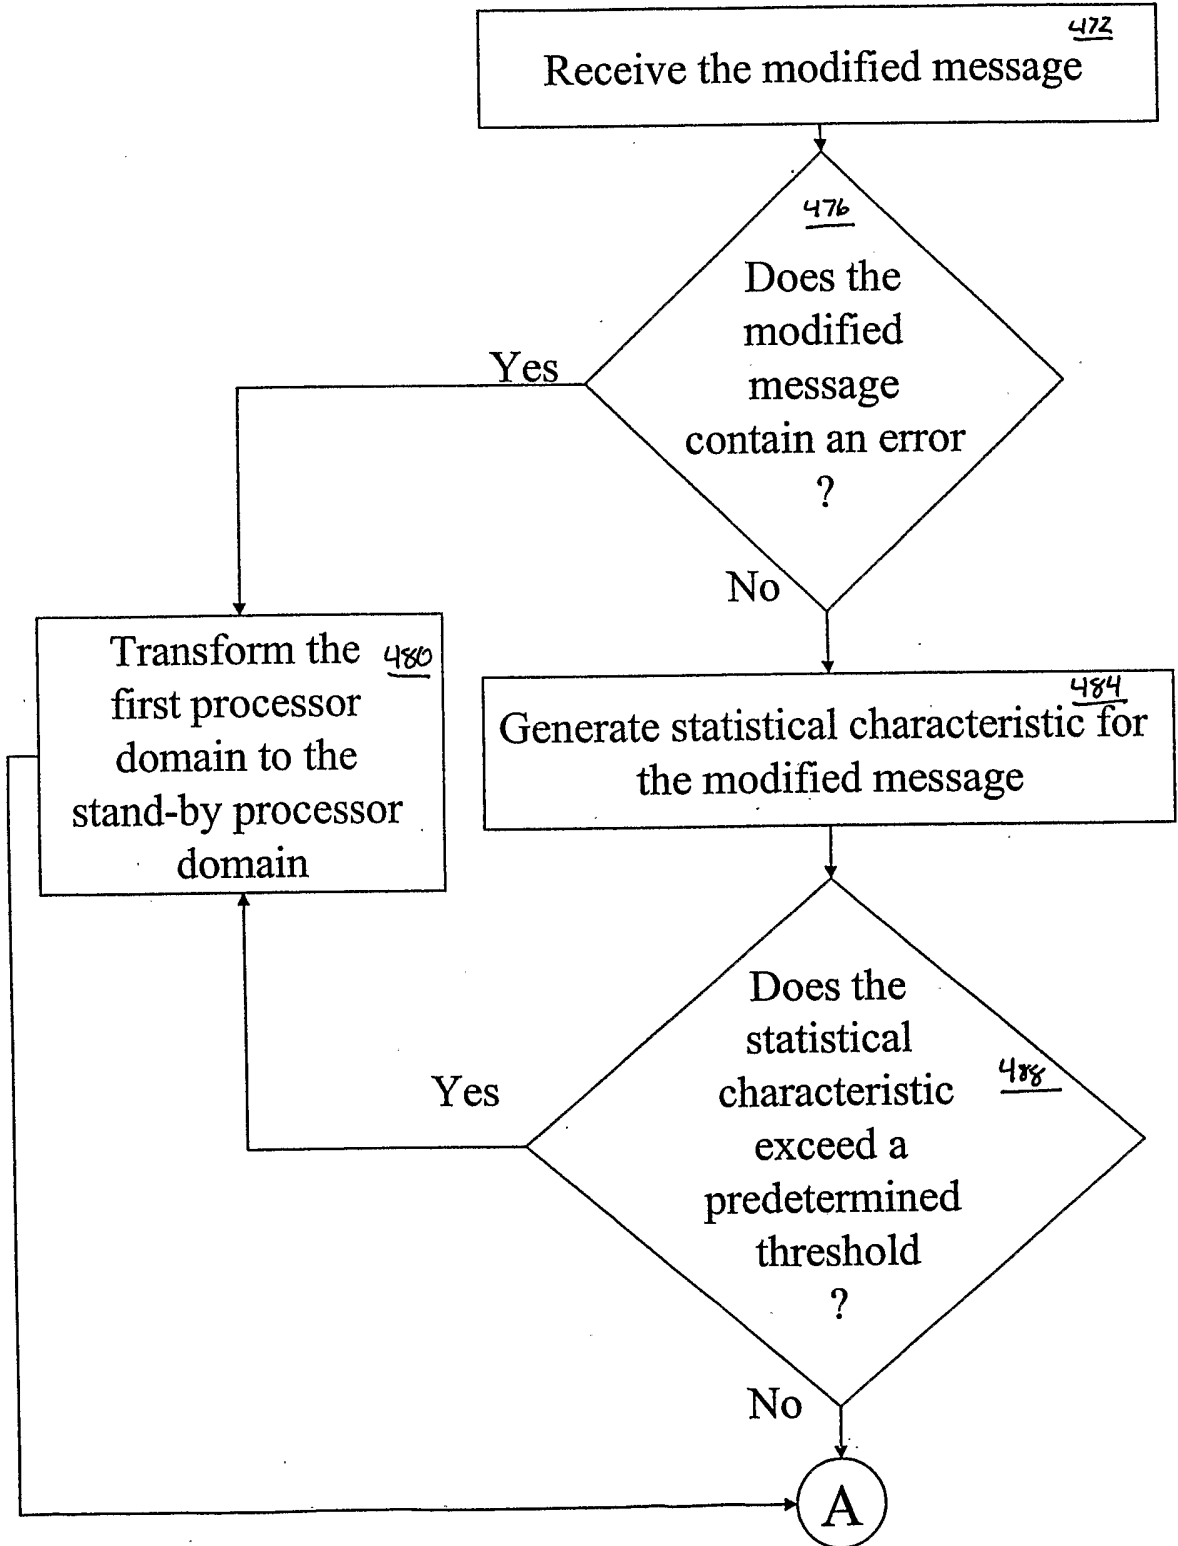 472
Receive the modified message
476
Does the
modified
message
contain an error
?
Yes
No
Transform the 480
first processor
domain to the
stand-by processor
domain
484
Generate statistical characteristic for
the modified message
Does the
statistical
characteristic
exceed a
predetermined
threshold
?
488
Yes
No
A